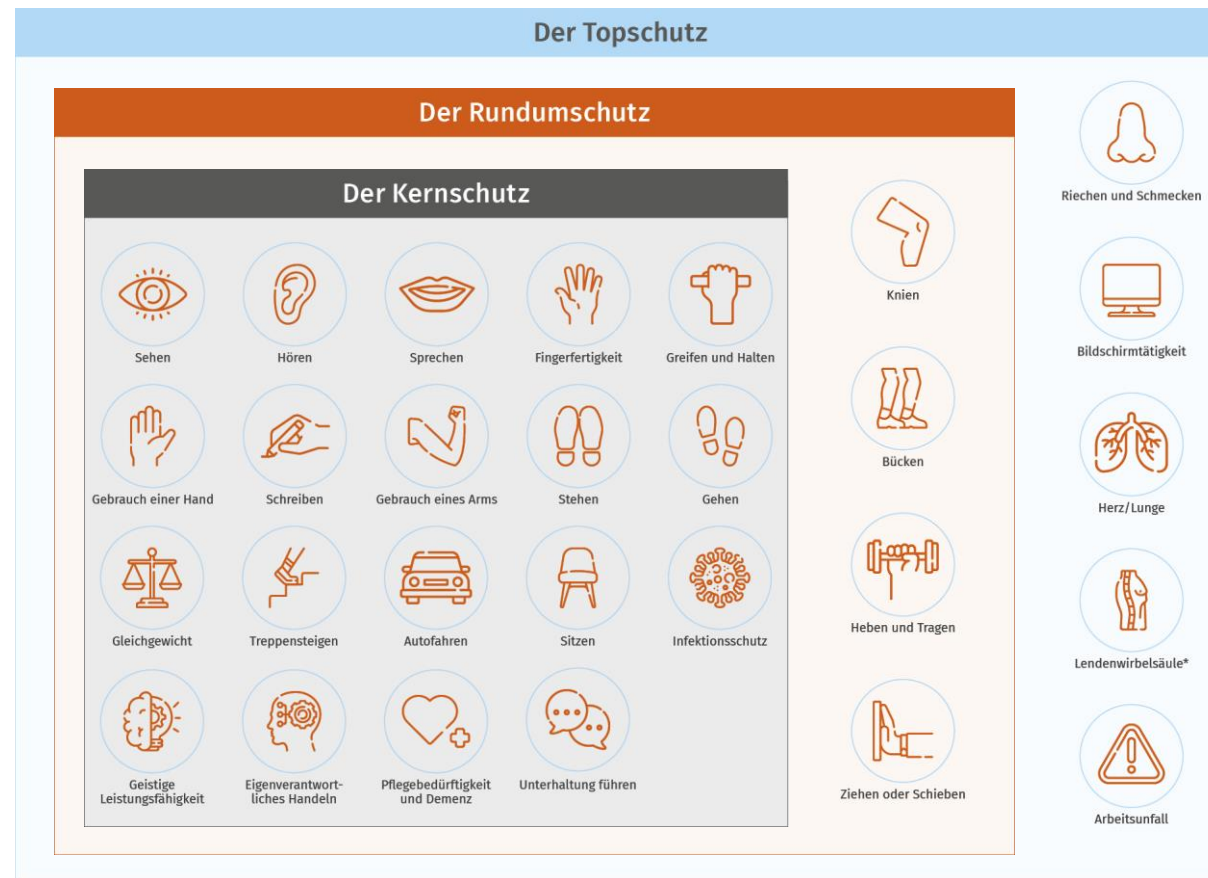 Der Topschutz
Der Rundumschutz
Der Kernschutz
Sehen
Hören
Sprechen
Fingerfertigkeit
Greifen und Halten
Gebrauch einer Hand
Schreiben
Gebrauch eines Arms
Stehen
Gehen
Gleichgewicht
Treppensteigen
Autofahren
Sitzen
Infektionsschutz
Geistige
Leistungsfähigkeit
Eigenverantwort-
liches Handeln
Pflegebedürftigkeit
und Demenz
Unterhaltung führen
Knien
Bücken
Heben und Tragen
Ziehen oder Schieben
Riechen und Schmecken
Bildschirmtätigkeit
Herz/Lunge
Lendenwirbelsäule*
Arbeitsunfall